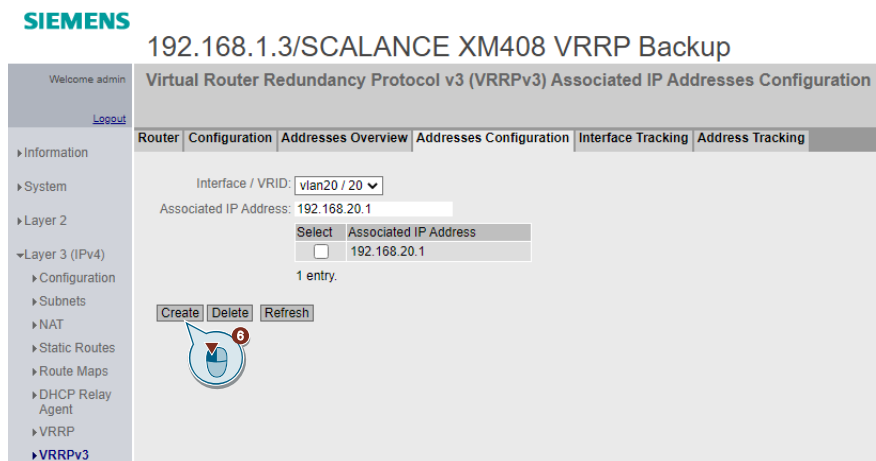 SIEMENS
192.168.1.3/SCALANCE XM408 VRRP Backup
Welcome admin
Logout
Virtual Router Redundancy Protocol v3 (VRRPv3) Associated IP Addresses Configuration
Router Configuration Addresses Overview Addresses Configuration Interface Tracking Address Tracking
Information
System
Layer 2
Layer 3 (IPv4)
Configuration
Subnets
NAT
Static Routes
Route Maps
DHCP Relay
Agent
VRRP
VRRPv3
Interface / VRID: vlan20 / 20
Associated IP Address: 192.168.20.1
Select Associated IP Address
192.168.20.1
1 entry.
Create Delete Refresh
6